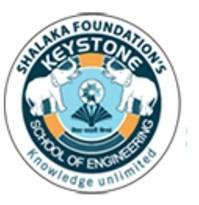 SHALAKA FOUNDATION'S
KEYSTONE
SCHOOL OF ENGINEERING
Knowledge unlimited